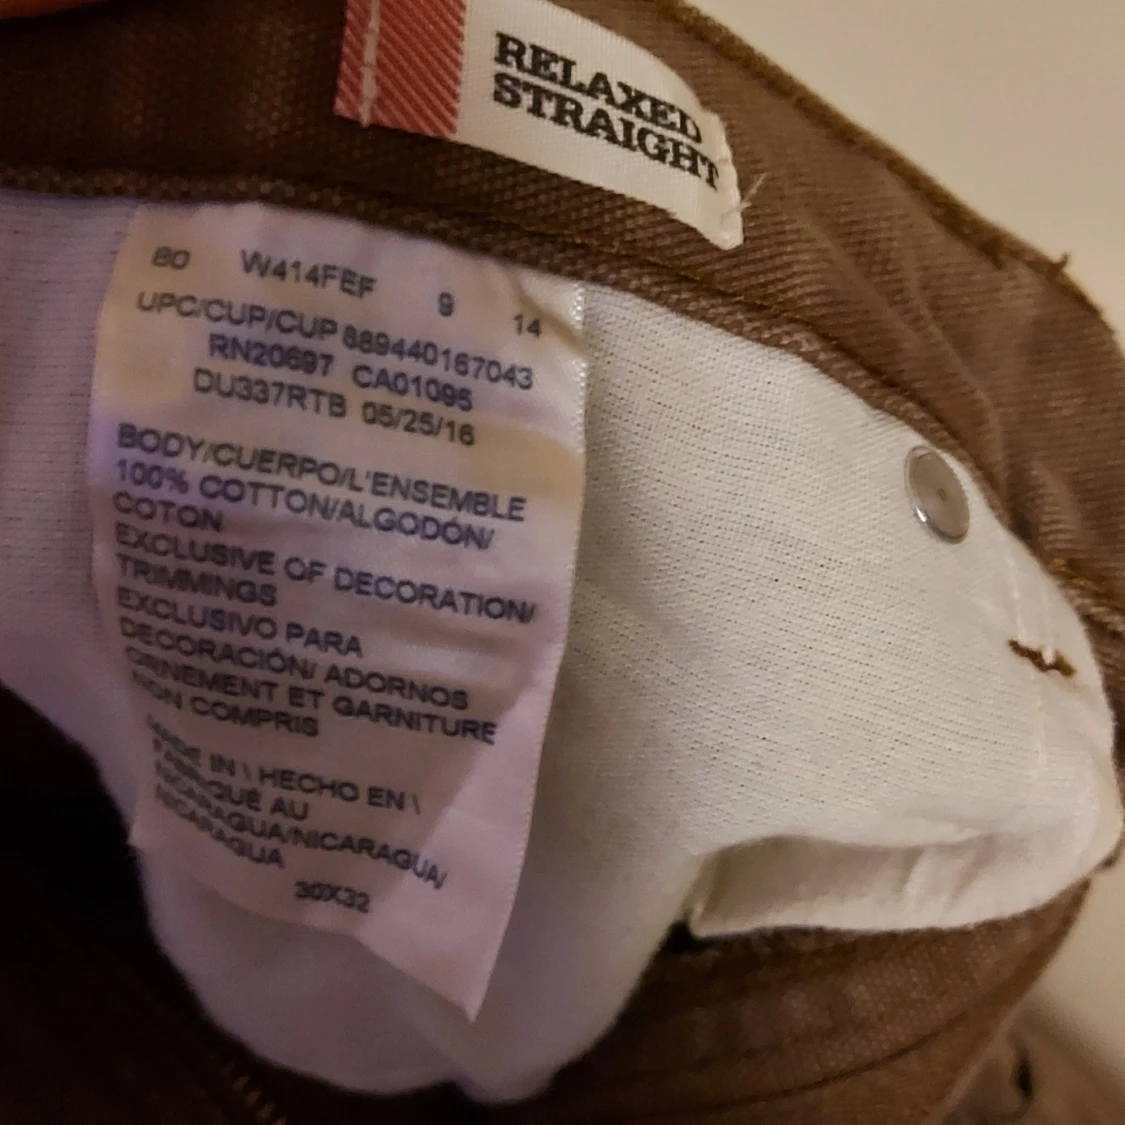 RELAXED
STRAIGHT
80 W414FEF 9 14
UPC/CUP/CUP 889440167043
RN20697 CA01095
DU337RTB 05/25/16
BODY/CUERPO/L'ENSEMBLE
100% COTTON/ALGODÓN/
COTON
EXCLUSIVE OF DECORATION/
TRIMMINGS
EXCLUSIVO PARA
DECORACIÓN/ ADORNOS
ORNEMENT ET GARNITURE
NON COMPRIS
MADE IN \ HECHO EN \
FABRIQUÉ AU
NICARAGUA/NICARAGUA/
NICARAGUA
30X32